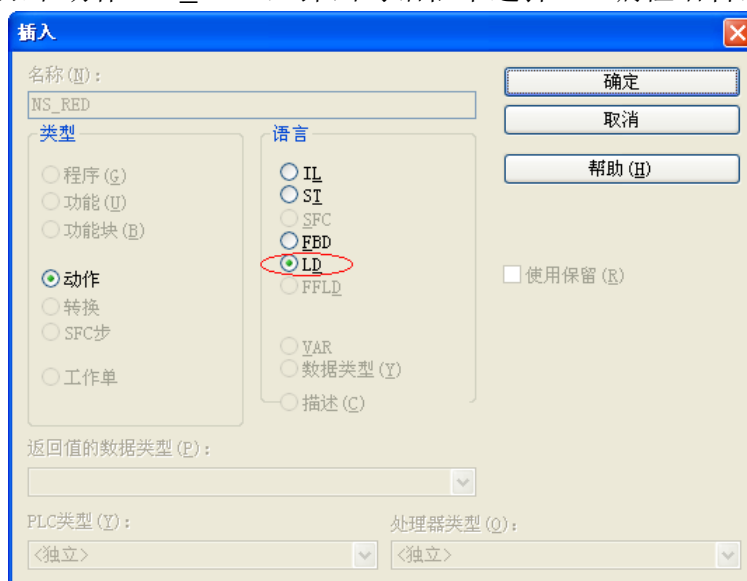 插入
名称(N):
确定
NS_RED
取消
类型
语言
帮助(H)
程序(G)
IL
功能(U)
ST
功能块(B)
SFC
FBD
动作
LD
使用保留(R)
转换
FFLD
SFC步
VAR
工作单
数据类型(Y)
描述(C)
返回值的数据类型(P):
PLC类型(Y):
处理器类型(O):
<独立>
<独立>